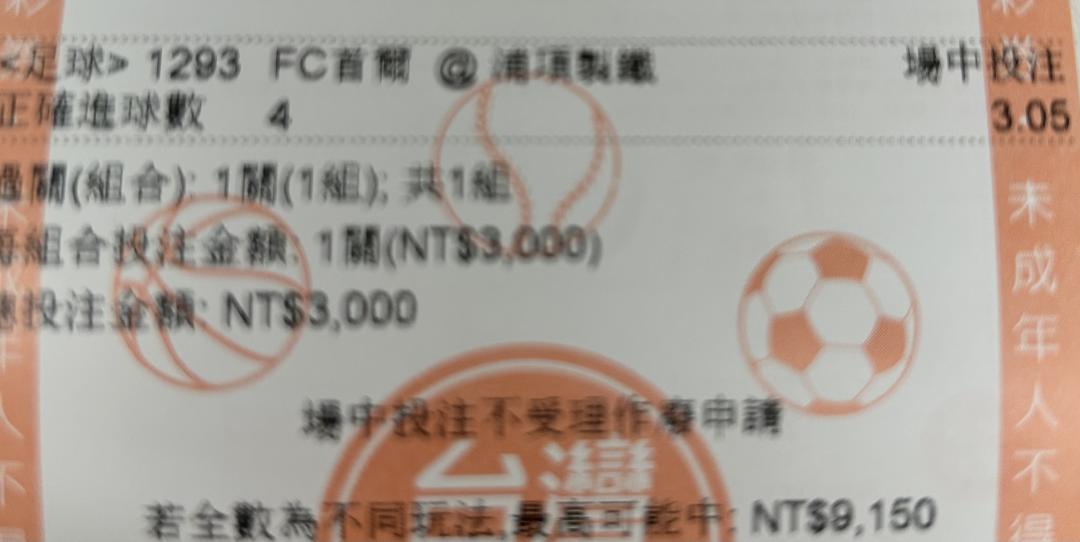 <足球> 1293 FC首爾 @ 浦項製鐵 場中投注
正確進球數 4 3.05
過關(組合): 1關(1組); 共1組
每組合投注金額: 1關(NT$3,000)
總投注金額: NT$3,000
場中投注不受理作廢申請
台灣
若全數為不同玩法,最高可能中: NT$9,150
未成年人不得